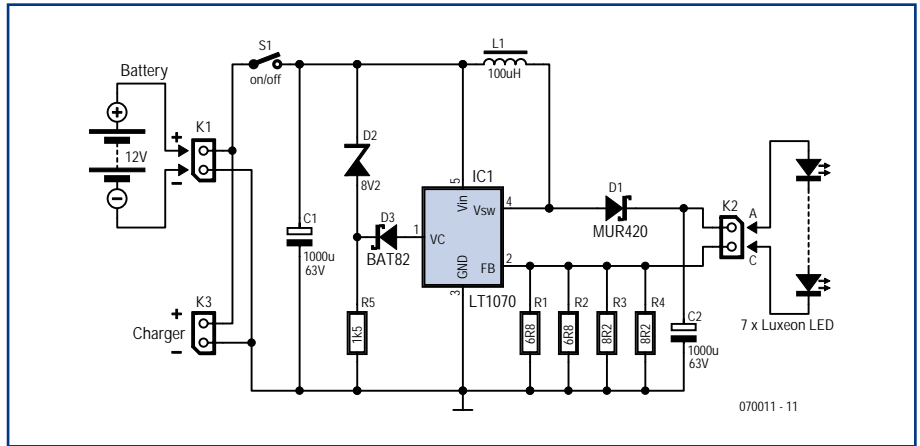 S1
on/off
L1
100uH
Battery
+
12V
−
K1
+
−
D2
8V2
D3
BAT82
C1
1000u
63V
R5
1k5
IC1
5
Vin
4
Vsw
1
VC
2
FB
GND
3
LT1070
D1
MUR420
R1
6R8
R2
6R8
R3
8R2
R4
8R2
C2
1000u
63V
K2
A
C
7 x Luxeon LED
K3
+
Charger
−
070011 - 11